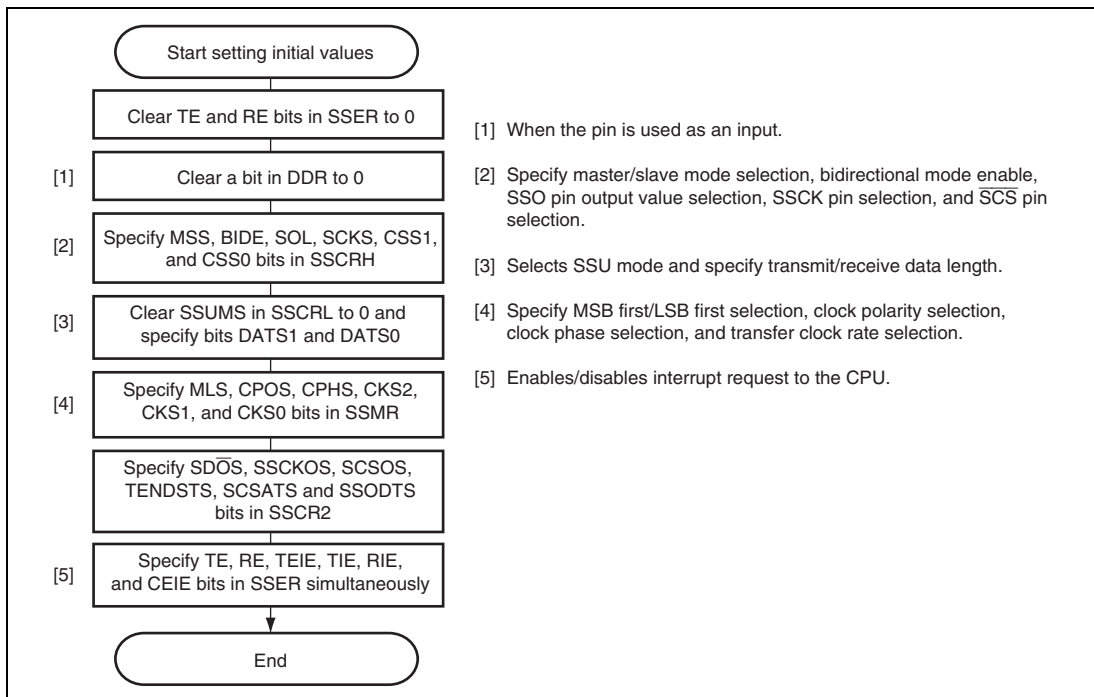 Start setting initial values
Clear TE and RE bits in SSER to 0
[1]
Clear a bit in DDR to 0
[2]
Specify MSS, BIDE, SOL, SCKS, CSS1,
and CSS0 bits in SSCRH
[3]
Clear SSUMS in SSCRL to 0 and
specify bits DATS1 and DATS0
[4]
Specify MLS, CPOS, CPHS, CKS2,
CKS1, and CKS0 bits in SSMR
Specify SDO̅S, SSCKOS, SCSOS,
TENDSTS, SCSATS and SSODTS
bits in SSCR2
[5]
Specify TE, RE, TEIE, TIE, RIE,
and CEIE bits in SSER simultaneously
End
[1] When the pin is used as an input.
[2] Specify master/slave mode selection, bidirectional mode enable,
SSO pin output value selection, SSCK pin selection, and S̅C̅S̅ pin
selection.
[3] Selects SSU mode and specify transmit/receive data length.
[4] Specify MSB first/LSB first selection, clock polarity selection,
clock phase selection, and transfer clock rate selection.
[5] Enables/disables interrupt request to the CPU.